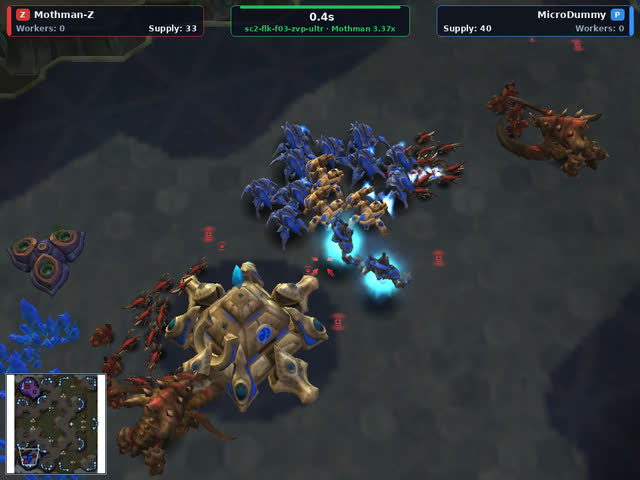 Z Mothman-Z
Workers: 0 Supply: 33
0.4s
sc2-flk-f03-zvp-ultr · Mothman 3.37x
MicroDummy P
Supply: 40 Workers: 0